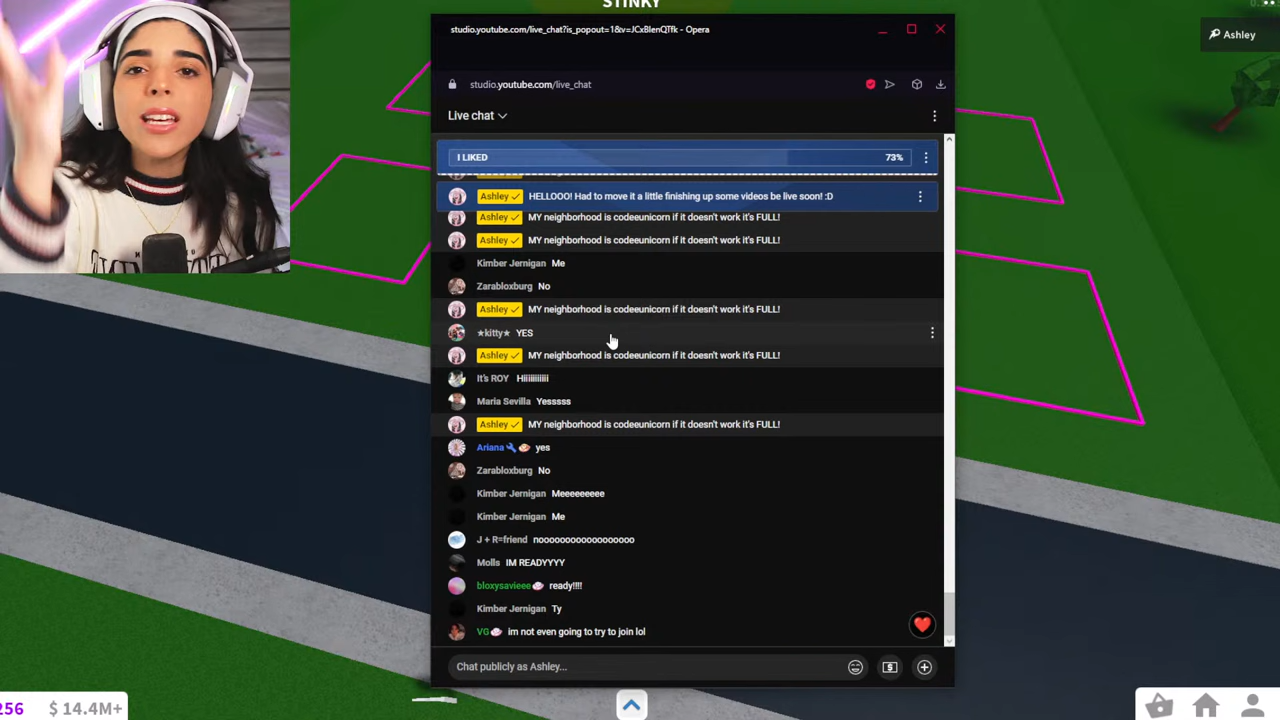 STINKY
studio.youtube.com/live_chat?is_popout=1&v=JCxBlenQTfk - Opera
Ashley
studio.youtube.com/live_chat
Live chat
I LIKED 73%
Ashley HELLOOO! Had to move it a little finishing up some videos be live soon! :D
Ashley MY neighborhood is codeeunicorn if it doesn't work it's FULL!
Ashley MY neighborhood is codeeunicorn if it doesn't work it's FULL!
Kimber Jernigan Me
Zarabloxburg No
Ashley MY neighborhood is codeeunicorn if it doesn't work it's FULL!
★kitty★ YES
Ashley MY neighborhood is codeeunicorn if it doesn't work it's FULL!
It's ROY Hiiiiiiiiiii
Maria Sevilla Yesssss
Ashley MY neighborhood is codeeunicorn if it doesn't work it's FULL!
Ariana yes
Zarabloxburg No
Kimber Jernigan Meeeeeeeee
Kimber Jernigan Me
J + R=friend noooooooooooooooooo
Molls IM READYYYY
bloxysavieee ready!!!!
Kimber Jernigan Ty
VG im not even going to try to join lol
Chat publicly as Ashley...
256 $ 14.4M+